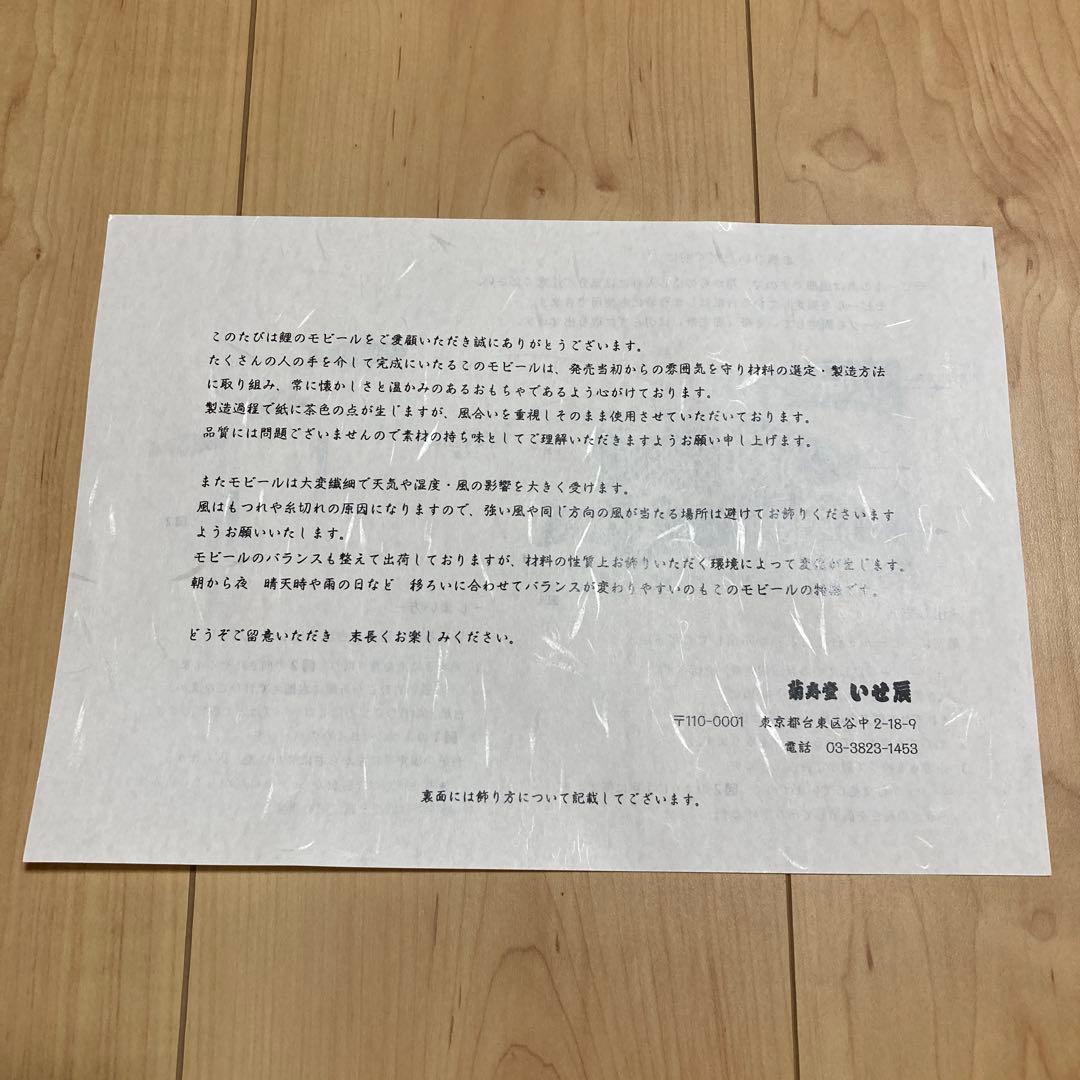 このたびは鯉のモビールをご愛顧いただき誠にありがとうございます。
たくさんの人の手を介して完成にいたるこのモビールは、発売当初からの雰囲気を守り材料の選定・製造方法
に取り組み、常に懐かしさと温かみのあるおもちゃであるよう心がけております。
製造過程で紙に茶色の点が生じますが、風合いを重視しそのまま使用させていただいております。
品質には問題ございませんので素材の持ち味としてご理解いただきますようお願い申し上げます。
またモビールは大変繊細で天気や湿度・風の影響を大きく受けます。
風はもつれや糸切れの原因になりますので、強い風や同じ方向の風が当たる場所は避けてお飾りくださいます
ようお願いいたします。
モビールのバランスも整えて出荷しておりますが、材料の性質上お飾りいただく環境によって変化が生じます。
朝から夜　晴天時や雨の日など　移ろいに合わせてバランスが変わりやすいのもこのモビールの特徴です。
どうぞご留意いただき　末長くお楽しみください。
菊寿堂 いせ辰
〒110-0001　東京都台東区谷中 2-18-9
電話　03-3823-1453
裏面には飾り方について記載してございます。